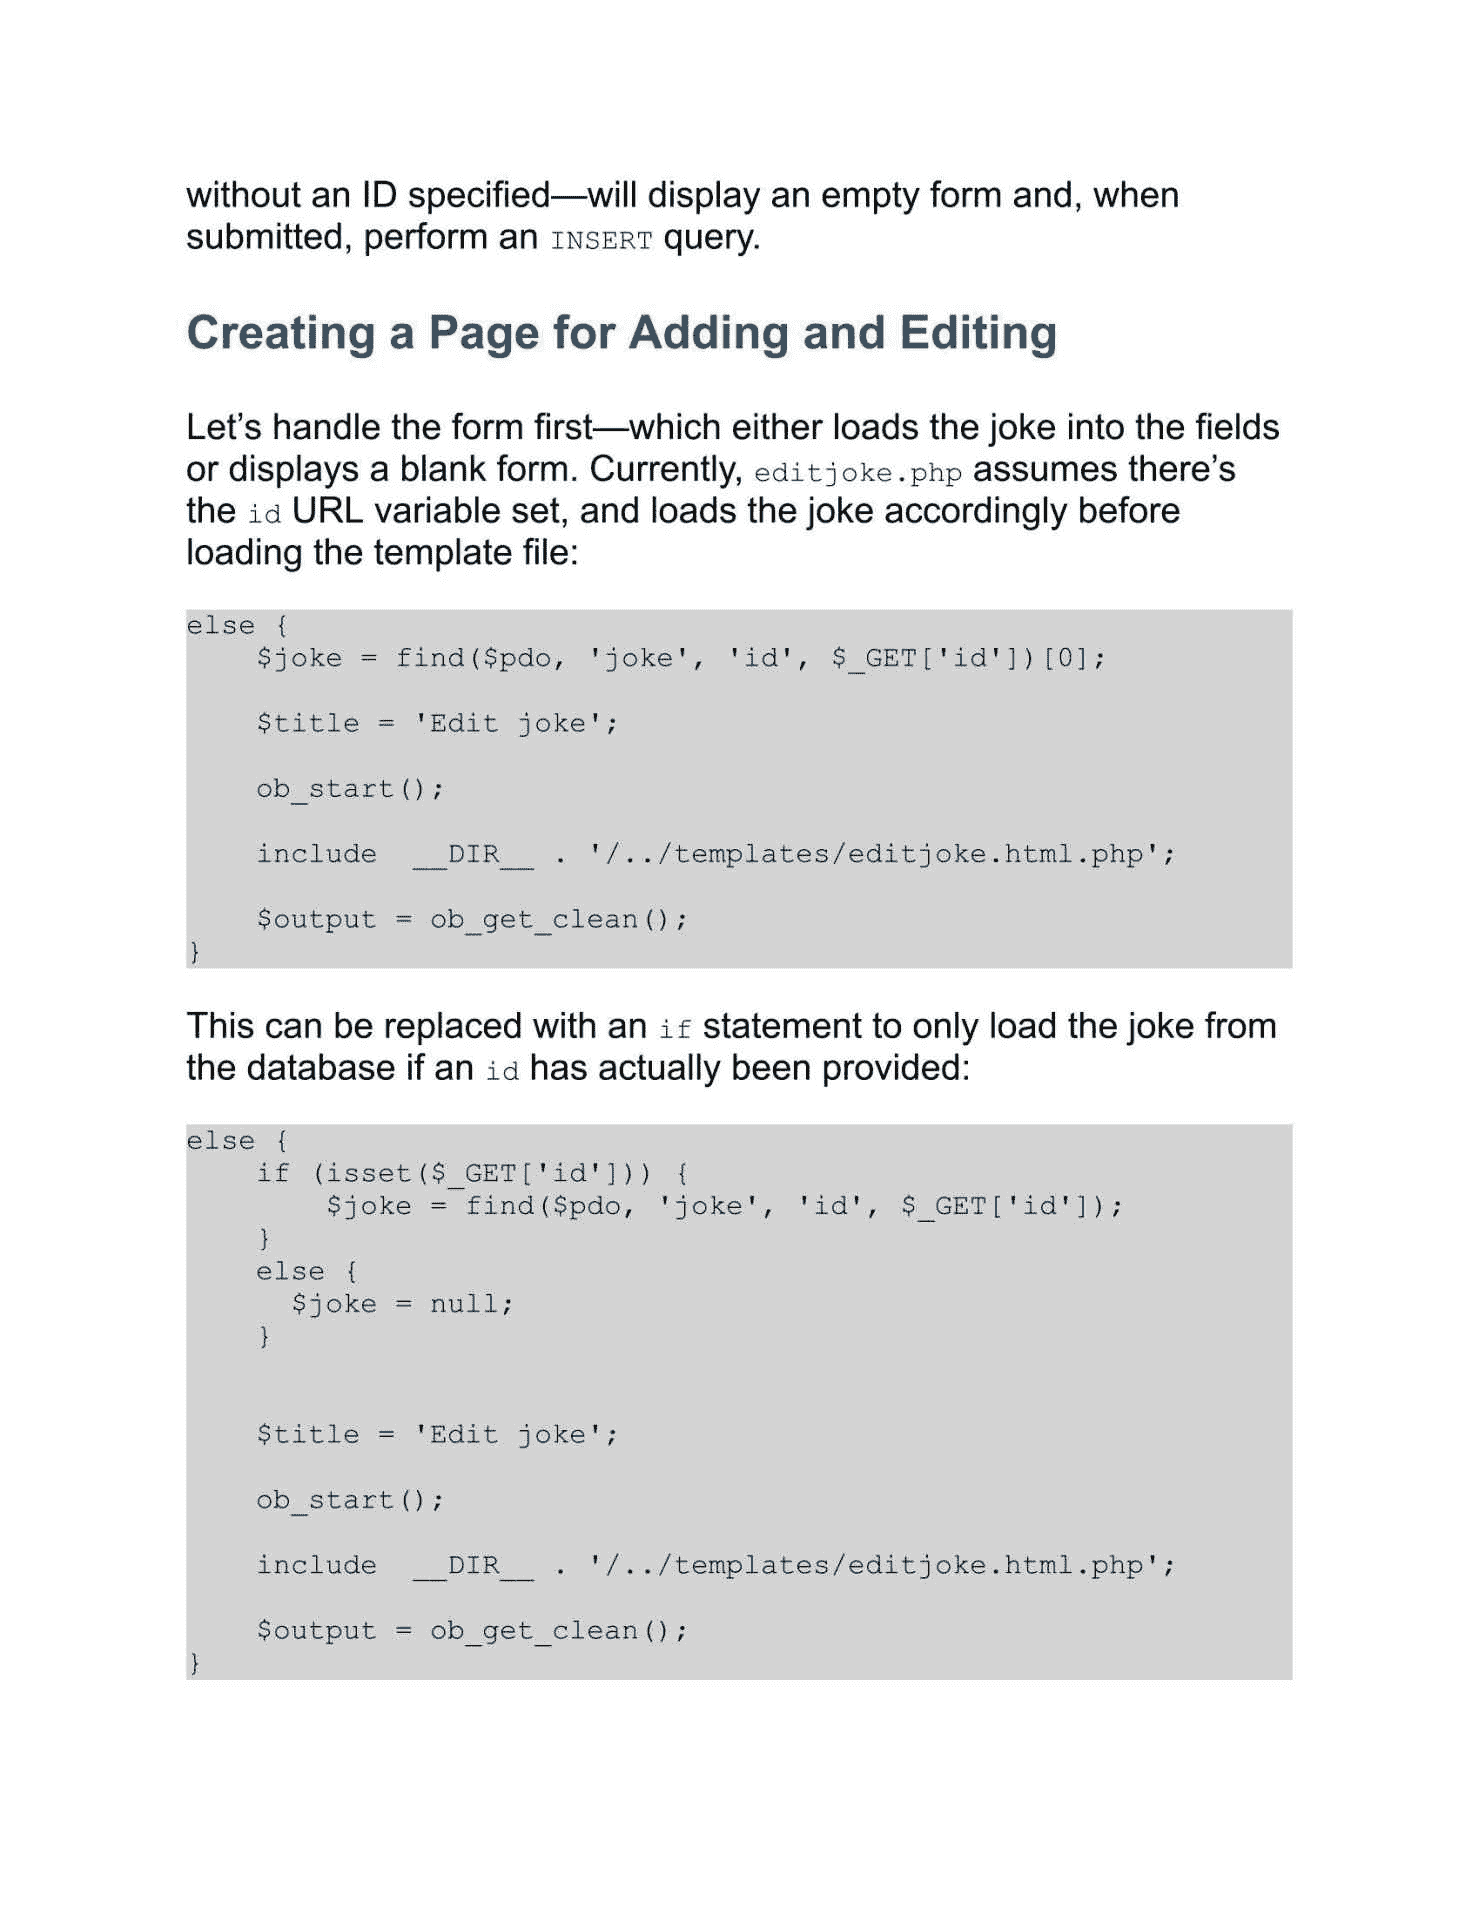 without an ID specified—will display an empty form and, when
submitted, perform an INSERT query.
Creating a Page for Adding and Editing
Let’s handle the form first—which either loads the joke into the fields
or displays a blank form. Currently, editjoke.php assumes there’s
the id URL variable set, and loads the joke accordingly before
loading the template file:
else {
    $joke = find($pdo, 'joke', 'id', $_GET['id'])[0];
    $title = 'Edit joke';
    ob_start();
    include  __DIR__ . '/../templates/editjoke.html.php';
    $output = ob_get_clean();
}
This can be replaced with an if statement to only load the joke from
the database if an id has actually been provided:
else {
    if (isset($_GET['id'])) {
        $joke = find($pdo, 'joke', 'id', $_GET['id']);
    }
    else {
      $joke = null;
    }
    $title = 'Edit joke';
    ob_start();
    include  __DIR__ . '/../templates/editjoke.html.php';
    $output = ob_get_clean();
}